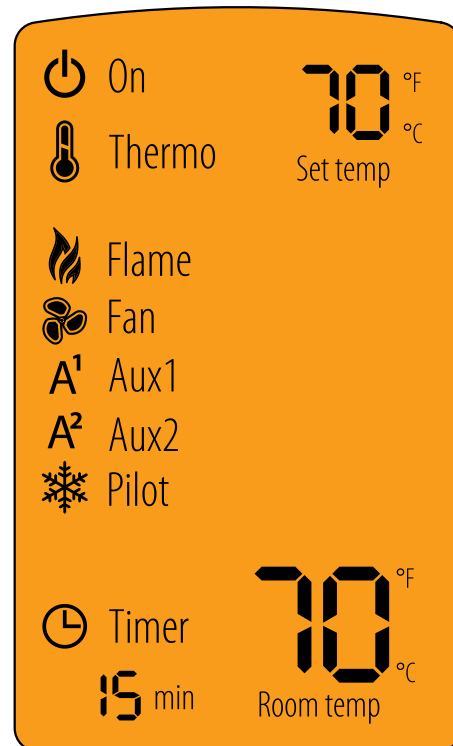 On
70 °F
°C
Thermo
Set temp
Flame
Fan
A¹ Aux1
A² Aux2
Pilot
70 °F
°C
Timer
15 min
Room temp